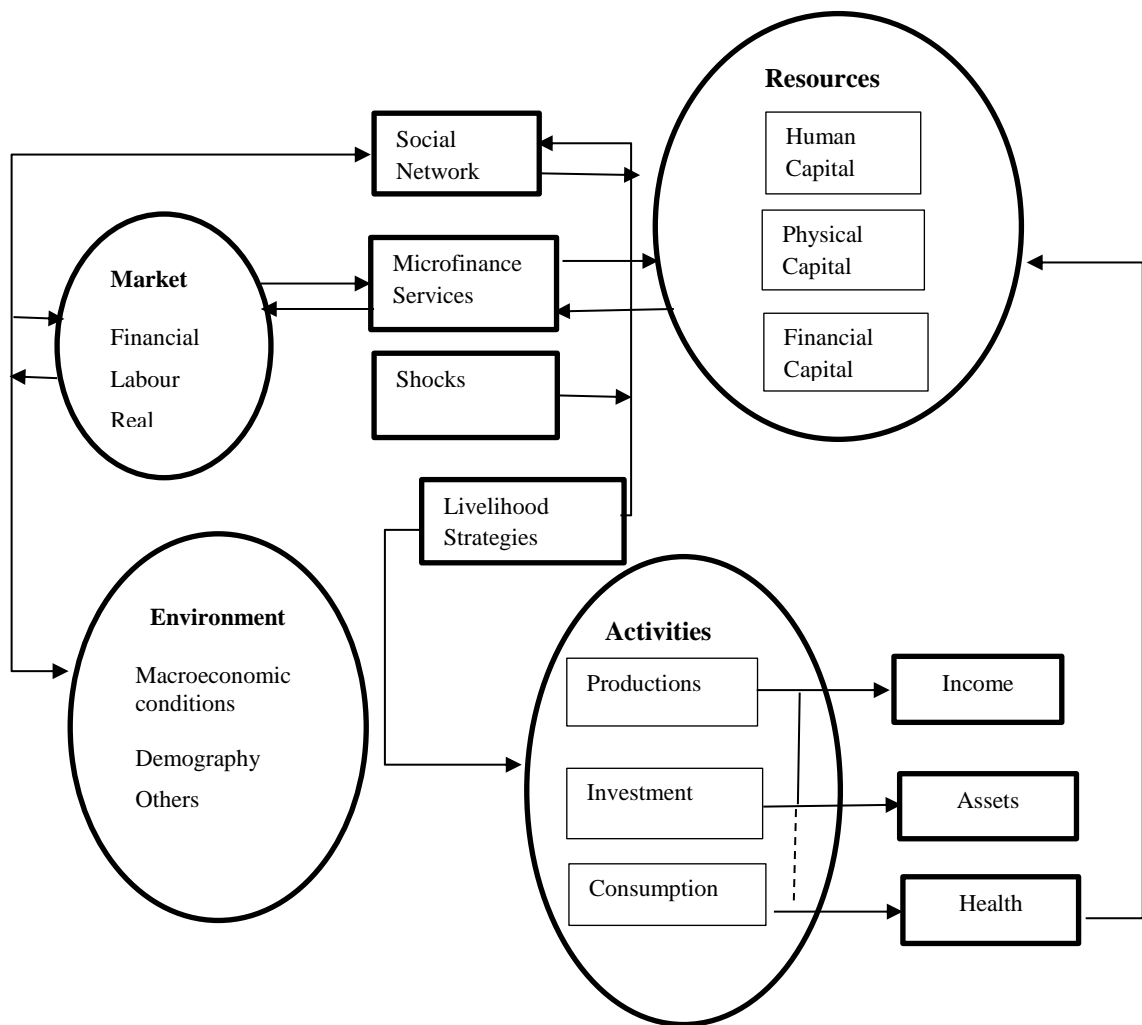 Resources
Human
Capital
Physical
Capital
Financial
Capital
Social
Network
Microfinance
Services
Shocks
Livelihood
Strategies
Market
Financial
Labour
Real
Environment
Macroeconomic
conditions
Demography
Others
Activities
Productions
Investment
Consumption
Income
Assets
Health